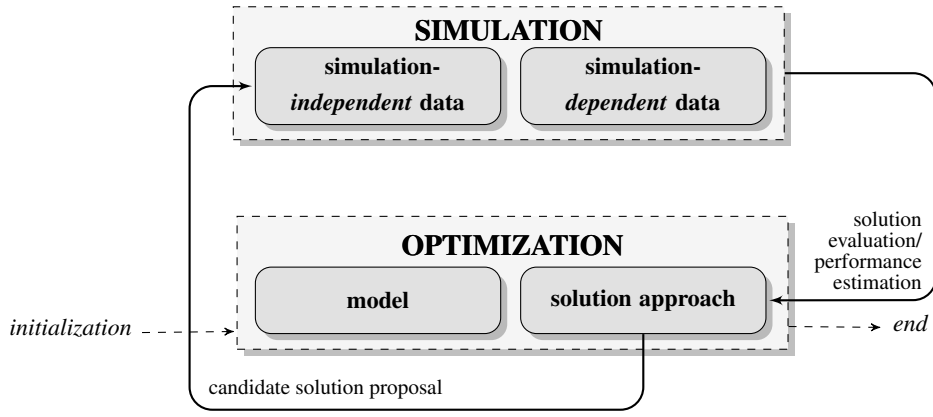 SIMULATION
simulation-
independent data
simulation-
dependent data
solution
evaluation/
performance
estimation
OPTIMIZATION
model
solution approach
initialization
end
candidate solution proposal